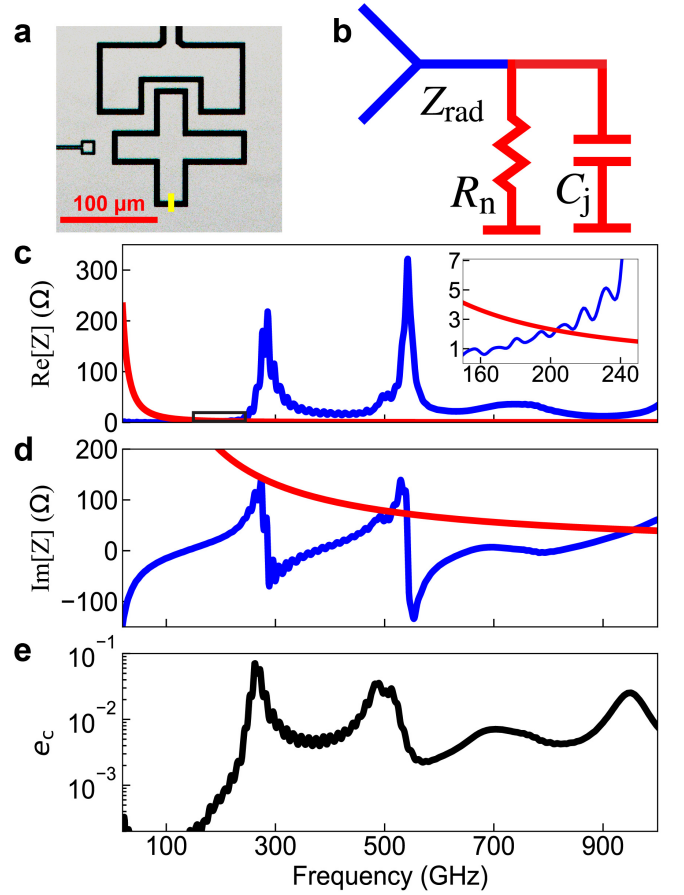 a
100 µm
b
Z_rad
R_n
C_j
c
Re[Z] (Ω)
300
200
100
0
7
5
3
1
160 200 240
d
Im[Z] (Ω)
200
100
0
−100
e
e_c
10^−1
10^−2
10^−3
100 300 500 700 900
Frequency (GHz)